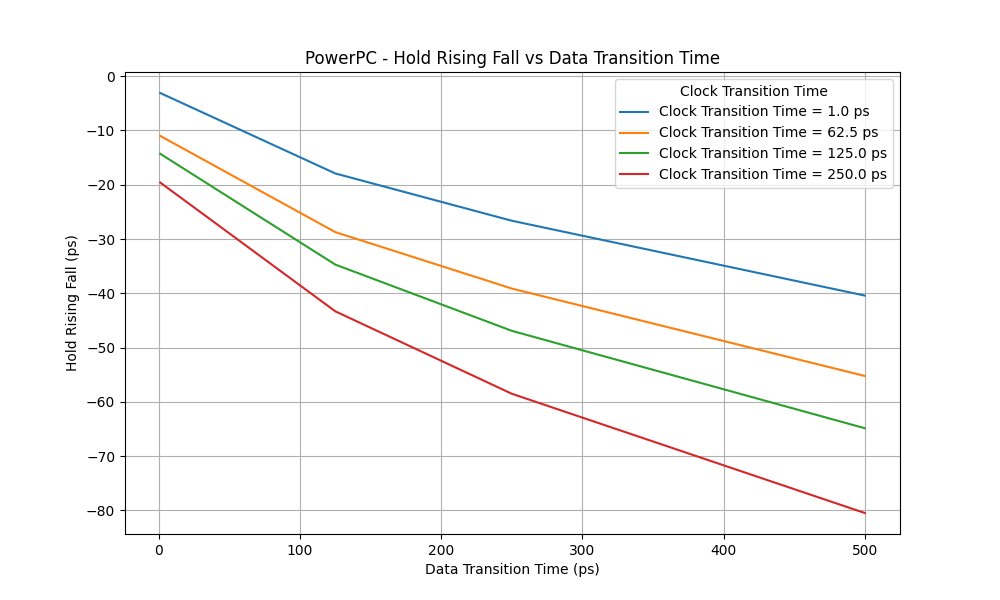 PowerPC - Hold Rising Fall vs Data Transition Time
Clock Transition Time
Clock Transition Time = 1.0 ps
Clock Transition Time = 62.5 ps
Clock Transition Time = 125.0 ps
Clock Transition Time = 250.0 ps
Hold Rising Fall (ps)
0
−10
−20
−30
−40
−50
−60
−70
−80
0 100 200 300 400 500
Data Transition Time (ps)